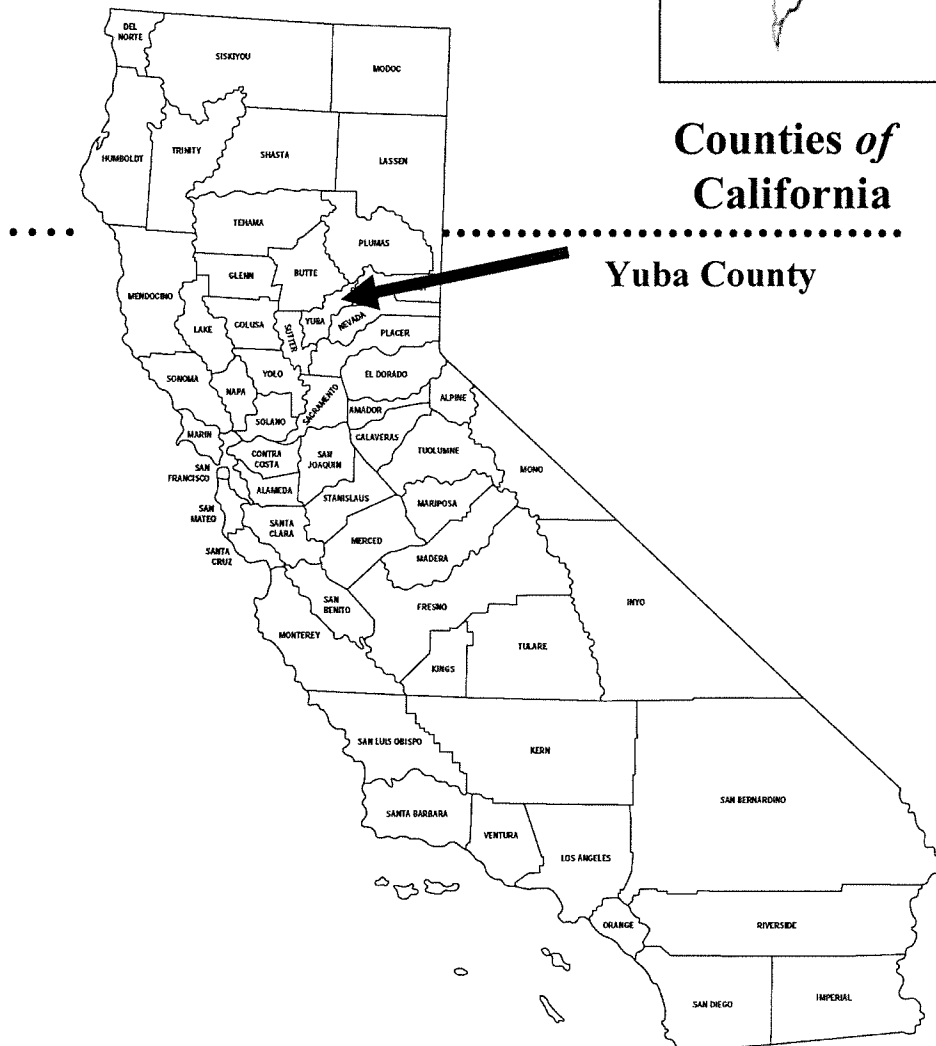 DEL
NORTE
SISKIYOU
MODOC
Counties of
California
HUMBOLDT
TRINITY
SHASTA
LASSEN
TEHAMA
PLUMAS
Yuba County
GLENN
BUTTE
MENDOCINO
LAKE
COLUSA
SUTTER
YUBA
NEVADA
PLACER
SONOMA
NAPA
YOLO
EL DORADO
SACRAMENTO
ALPINE
SOLANO
AMADOR
MARIN
CALAVERAS
CONTRA
COSTA
SAN
JOAQUIN
TUOLUMNE
MONO
SAN
FRANCISCO
ALAMEDA
STANISLAUS
MARIPOSA
SAN
MATEO
SANTA
CLARA
MERCED
SANTA
CRUZ
MADERA
SAN
BENITO
FRESNO
INYO
MONTEREY
TULARE
KINGS
SAN LUIS OBISPO
KERN
SAN BERNARDINO
SANTA BARBARA
VENTURA
LOS ANGELES
ORANGE
RIVERSIDE
SAN DIEGO
IMPERIAL